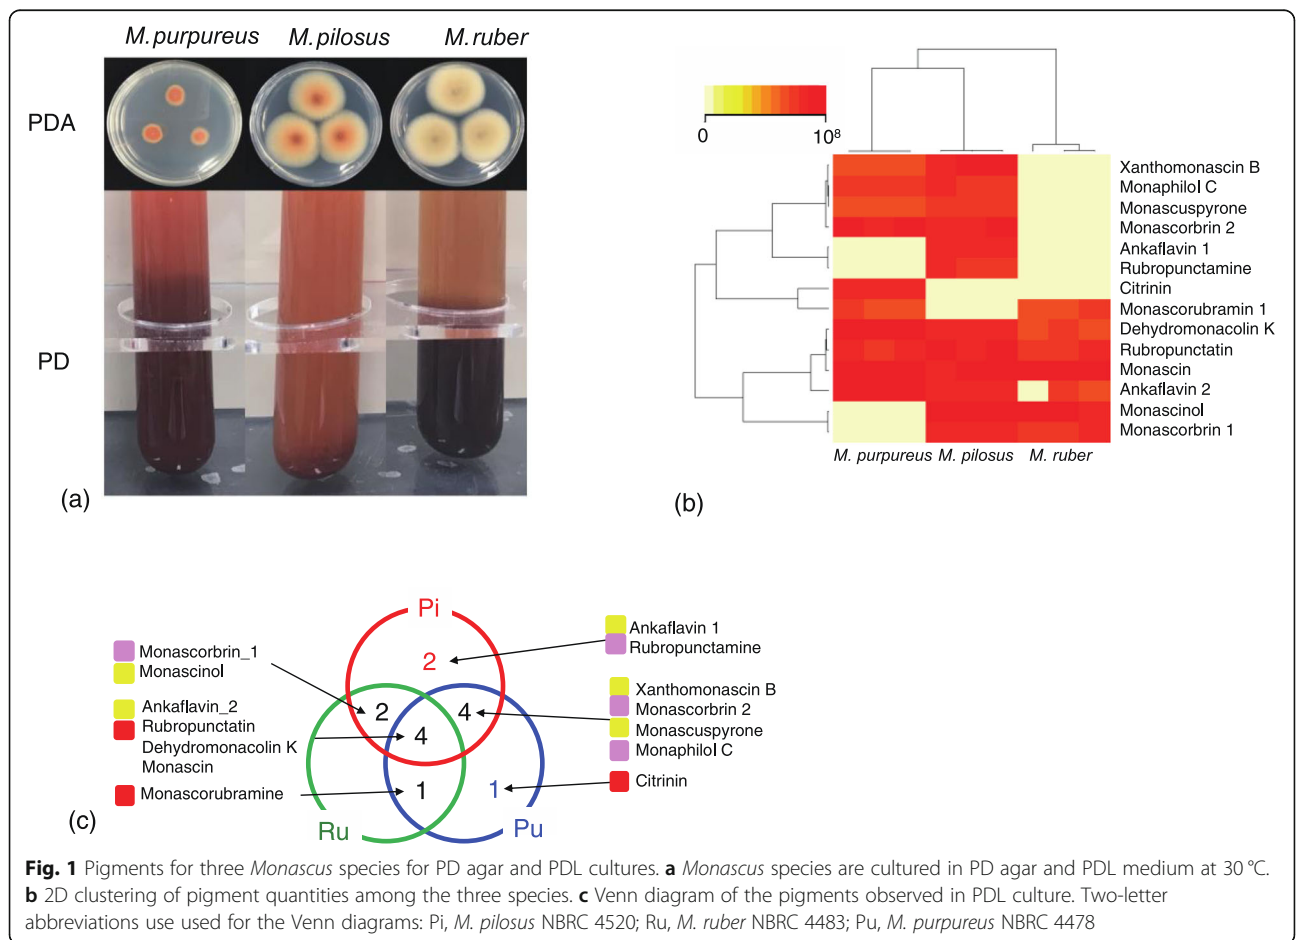 M. purpureus M. pilosus M. ruber
PDA
PD
(a)
0 10⁸
Xanthomonascin B
Monaphilol C
Monascuspyrone
Monascorbrin 2
Ankaflavin 1
Rubropunctamine
Citrinin
Monascorubramin 1
Dehydromonacolin K
Rubropunctatin
Monascin
Ankaflavin 2
Monascinol
Monascorbrin 1
M. purpureus M. pilosus M. ruber
(b)
Pi
Monascorbrin_1
Monascinol
Ankaflavin_2
Rubropunctatin
Dehydromonacolin K
Monascin
Monascorubramine
2
2
4
4
1
1
Ankaflavin 1
Rubropunctamine
Xanthomonascin B
Monascorbrin 2
Monascuspyrone
Monaphilol C
Citrinin
Ru
Pu
(c)
Fig. 1 Pigments for three Monascus species for PD agar and PDL cultures. a Monascus species are cultured in PD agar and PDL medium at 30 °C.
b 2D clustering of pigment quantities among the three species. c Venn diagram of the pigments observed in PDL culture. Two-letter
abbreviations use used for the Venn diagrams: Pi, M. pilosus NBRC 4520; Ru, M. ruber NBRC 4483; Pu, M. purpureus NBRC 4478